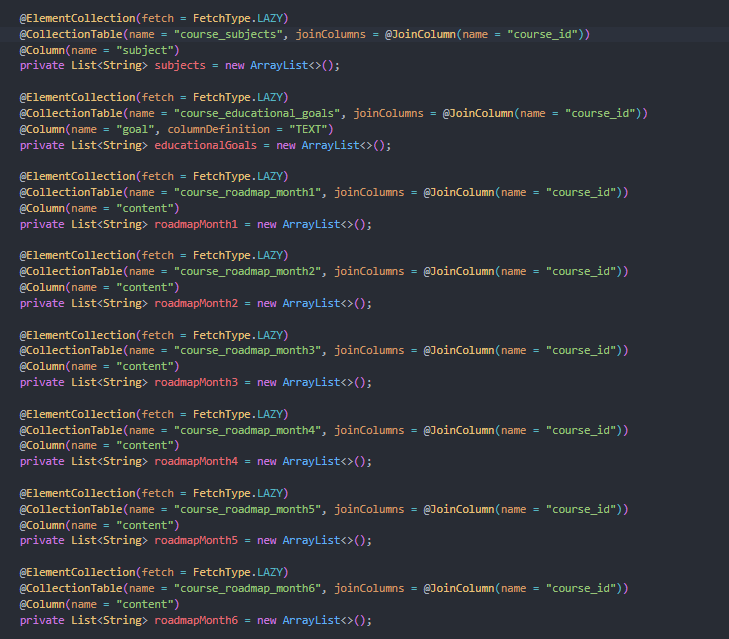 @ElementCollection(fetch = FetchType.LAZY)
@CollectionTable(name = "course_subjects", joinColumns = @JoinColumn(name = "course_id"))
@Column(name = "subject")
private List<String> subjects = new ArrayList<>();

@ElementCollection(fetch = FetchType.LAZY)
@CollectionTable(name = "course_educational_goals", joinColumns = @JoinColumn(name = "course_id"))
@Column(name = "goal", columnDefinition = "TEXT")
private List<String> educationalGoals = new ArrayList<>();

@ElementCollection(fetch = FetchType.LAZY)
@CollectionTable(name = "course_roadmap_month1", joinColumns = @JoinColumn(name = "course_id"))
@Column(name = "content")
private List<String> roadmapMonth1 = new ArrayList<>();

@ElementCollection(fetch = FetchType.LAZY)
@CollectionTable(name = "course_roadmap_month2", joinColumns = @JoinColumn(name = "course_id"))
@Column(name = "content")
private List<String> roadmapMonth2 = new ArrayList<>();

@ElementCollection(fetch = FetchType.LAZY)
@CollectionTable(name = "course_roadmap_month3", joinColumns = @JoinColumn(name = "course_id"))
@Column(name = "content")
private List<String> roadmapMonth3 = new ArrayList<>();

@ElementCollection(fetch = FetchType.LAZY)
@CollectionTable(name = "course_roadmap_month4", joinColumns = @JoinColumn(name = "course_id"))
@Column(name = "content")
private List<String> roadmapMonth4 = new ArrayList<>();

@ElementCollection(fetch = FetchType.LAZY)
@CollectionTable(name = "course_roadmap_month5", joinColumns = @JoinColumn(name = "course_id"))
@Column(name = "content")
private List<String> roadmapMonth5 = new ArrayList<>();

@ElementCollection(fetch = FetchType.LAZY)
@CollectionTable(name = "course_roadmap_month6", joinColumns = @JoinColumn(name = "course_id"))
@Column(name = "content")
private List<String> roadmapMonth6 = new ArrayList<>();